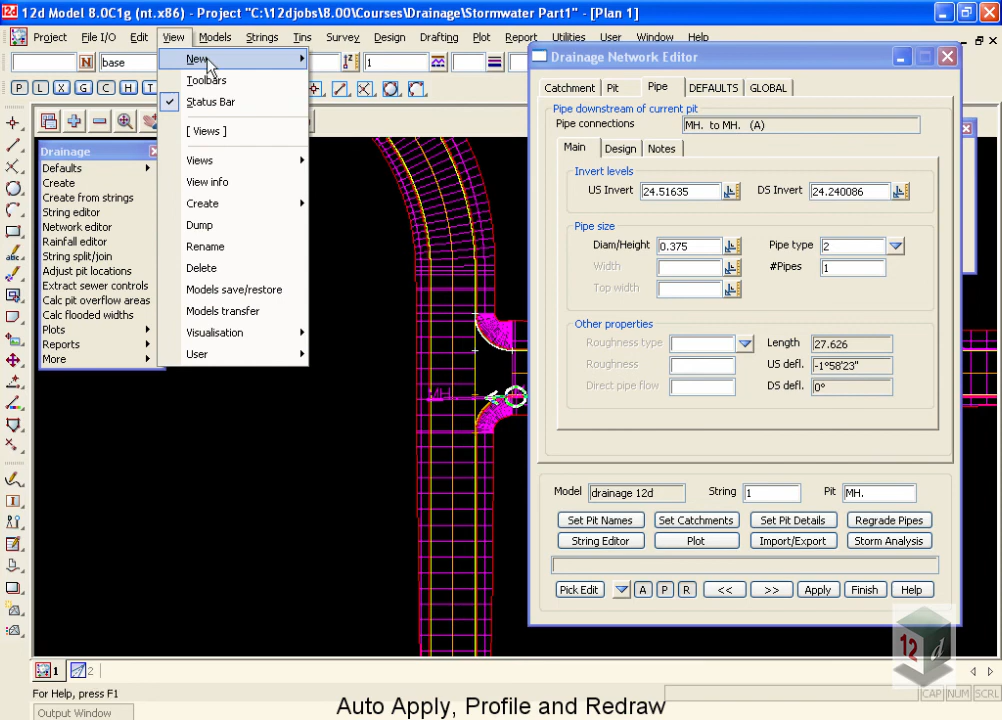 12d Model 8.0C1g (nt.x86) - Project "C:\12djobs\8.00\Courses\Drainage\Stormwater Part1" - [Plan 1]
Project File I/O Edit View Models Strings Tins Survey Design Drafting Plot Report Utilities User Window Help
N base 1
P L X G C H T
New
Toolbars
Status Bar
[ Views ]
Views
View info
Create
Dump
Rename
Delete
Models save/restore
Models transfer
Visualisation
User
Drainage
Defaults
Create
Create from strings
String editor
Network editor
Rainfall editor
String split/join
Adjust pit locations
Extract sewer controls
Calc pit overflow areas
Calc flooded widths
Plots
Reports
More
MH
Drainage Network Editor
Catchment Pit Pipe DEFAULTS GLOBAL
Pipe downstream of current pit
Pipe connections MH. to MH. (A)
Main Design Notes
Invert levels
US Invert 24.51635 DS Invert 24.240086
Pipe size
Diam/Height 0.375 Pipe type 2
Width #Pipes 1
Top width
Other properties
Roughness type Length 27.626
Roughness US defl. -1°58'23"
Direct pipe flow DS defl. 0°
Model drainage 12d String 1 Pit MH.
Set Pit Names Set Catchments Set Pit Details Regrade Pipes
String Editor Plot Import/Export Storm Analysis
Pick Edit A P R << >> Apply Finish Help
12 d
1 2
For Help, press F1
CAP NUM SCRL
Output Window
Auto Apply, Profile and Redraw